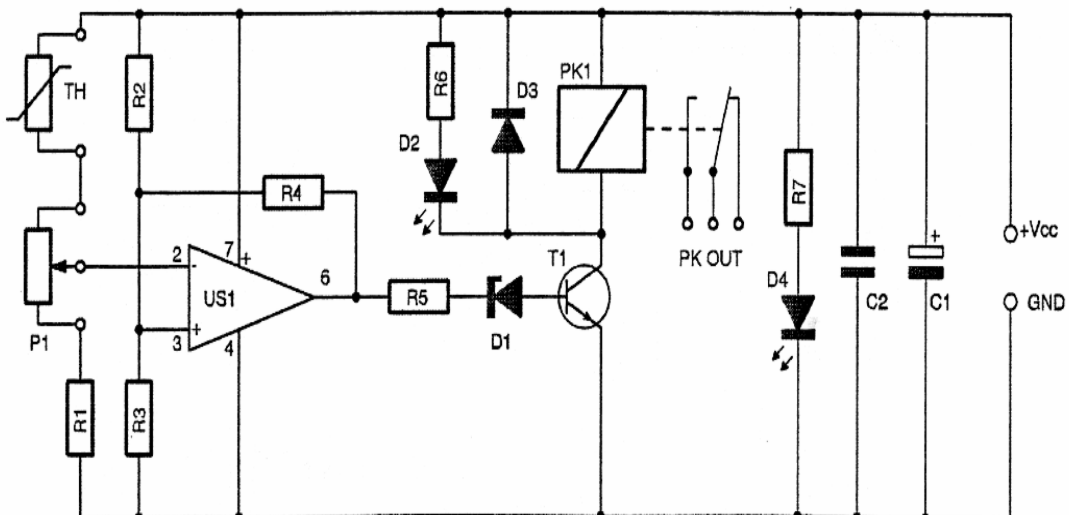 TH
R2
R6
D3
PK1
D2
R4
R7
2
-
7
+
US1
6
3
+
4
R5
D1
T1
PK OUT
D4
C2
+
C1
+Vcc
GND
P1
R1
R3